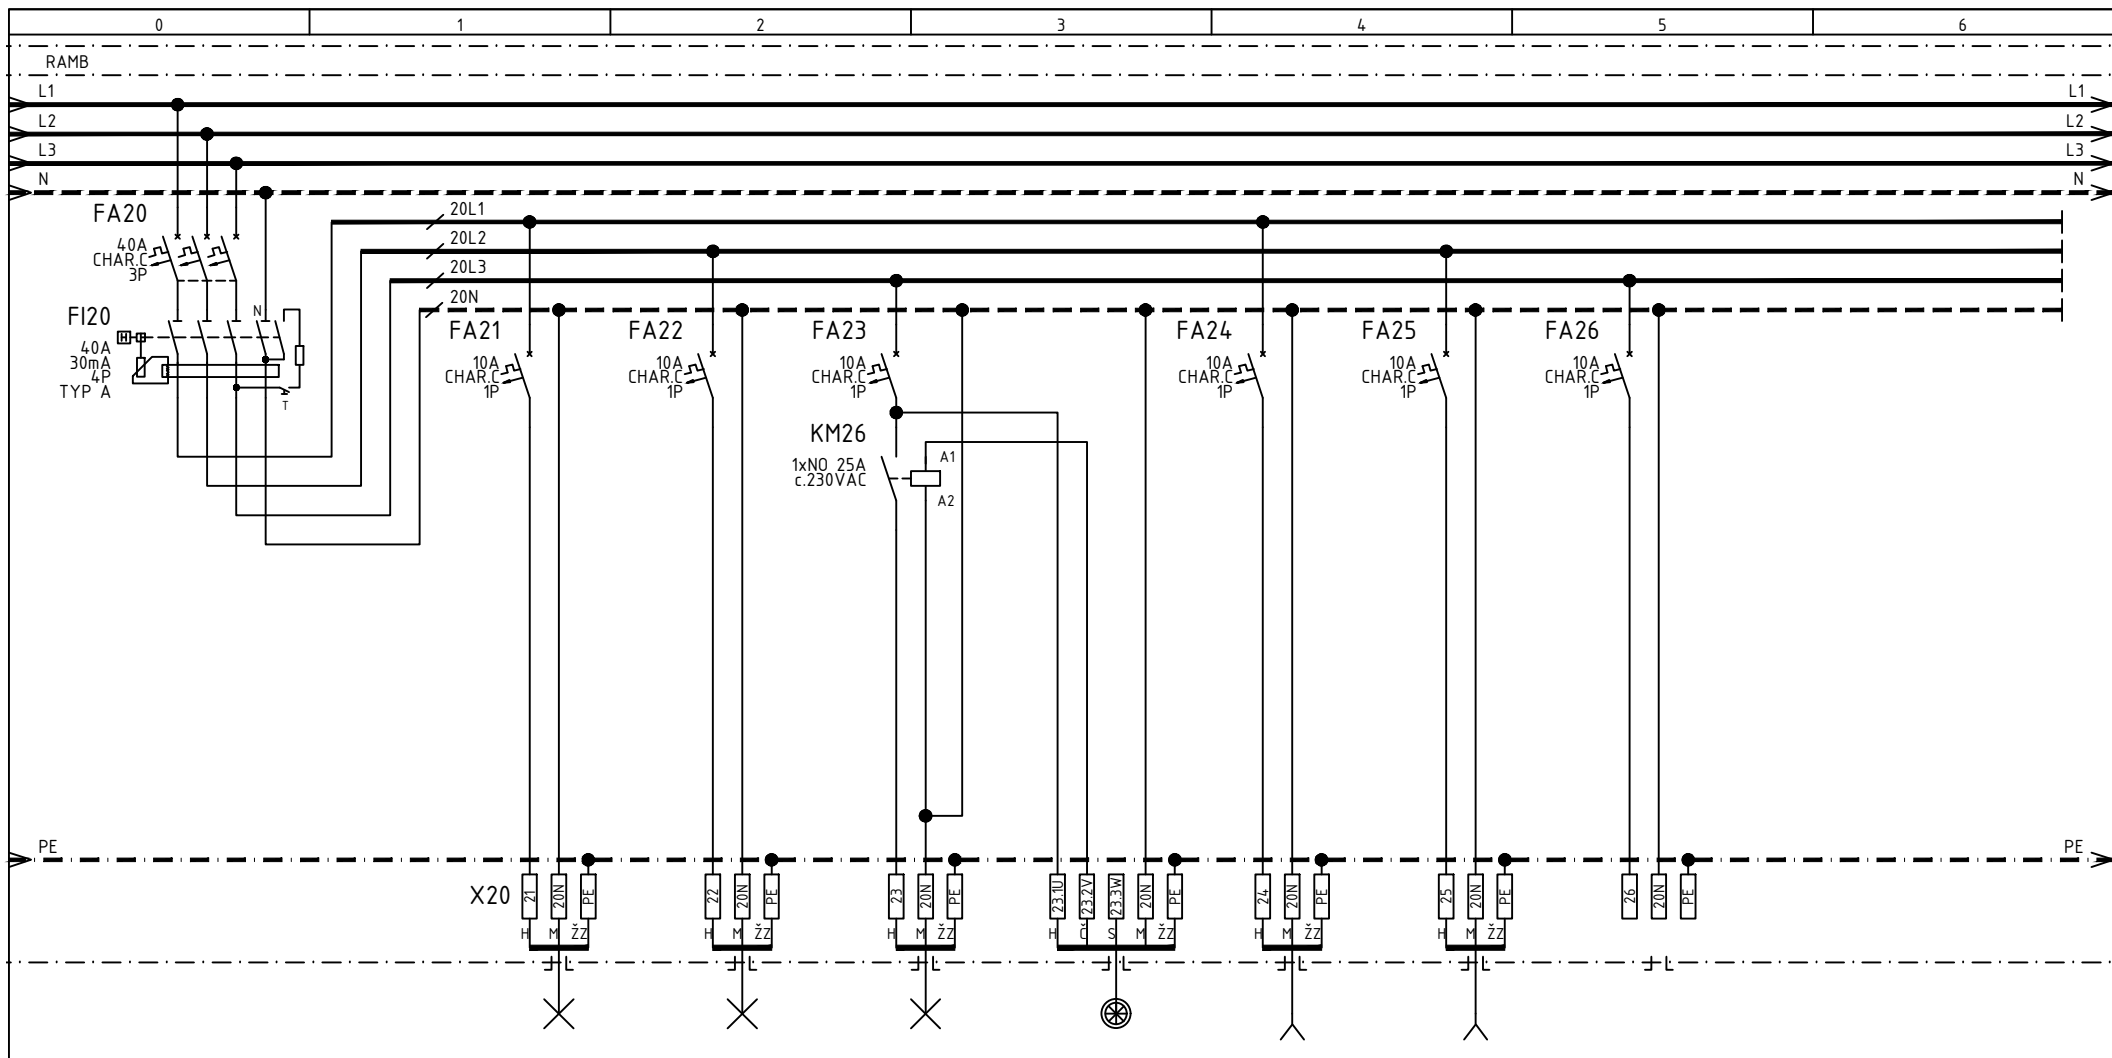 0 1 2 3 4 5 6
RAMB
L1 L1
L2 L2
L3 L3
N N
FA20
40A
CHAR.C
3P
20L1
20L2
20L3
20N
FI20
40A
30mA
4P
TYP A
N
T
FA21
10A
CHAR.C
1P
FA22
10A
CHAR.C
1P
FA23
10A
CHAR.C
1P
FA24
10A
CHAR.C
1P
FA25
10A
CHAR.C
1P
FA26
10A
CHAR.C
1P
KM26
1xNO 25A
c.230VAC
A1
A2
PE PE
X20
21 20N PE 22 20N PE 23 20N PE 23.1U 23.2V 23.3W 20N PE 24 20N PE 25 20N PE 26 20N PE
H M ŽZ H M ŽZ H M ŽZ H Č S M ŽZ H M ŽZ H M ŽZ